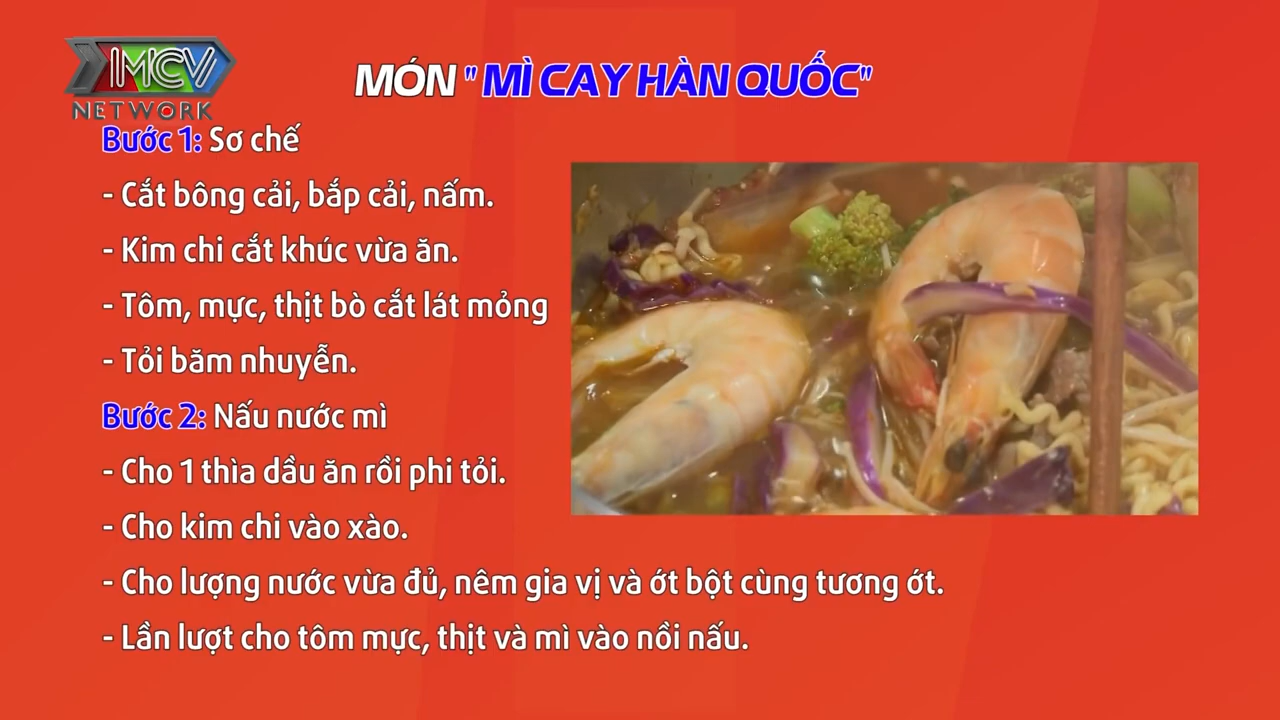 MCV
NETWORK
MÓN " MÌ CAY HÀN QUỐC"
Bước 1: Sơ chế
- Cắt bông cải, bắp cải, nấm.
- Kim chi cắt khúc vừa ăn.
- Tôm, mực, thịt bò cắt lát mỏng
- Tỏi băm nhuyễn.
Bước 2: Nấu nước mì
- Cho 1 thìa dầu ăn rồi phi tỏi.
- Cho kim chi vào xào.
- Cho lượng nước vừa đủ, nêm gia vị và ớt bột cùng tương ớt.
- Lần lượt cho tôm mực, thịt và mì vào nồi nấu.